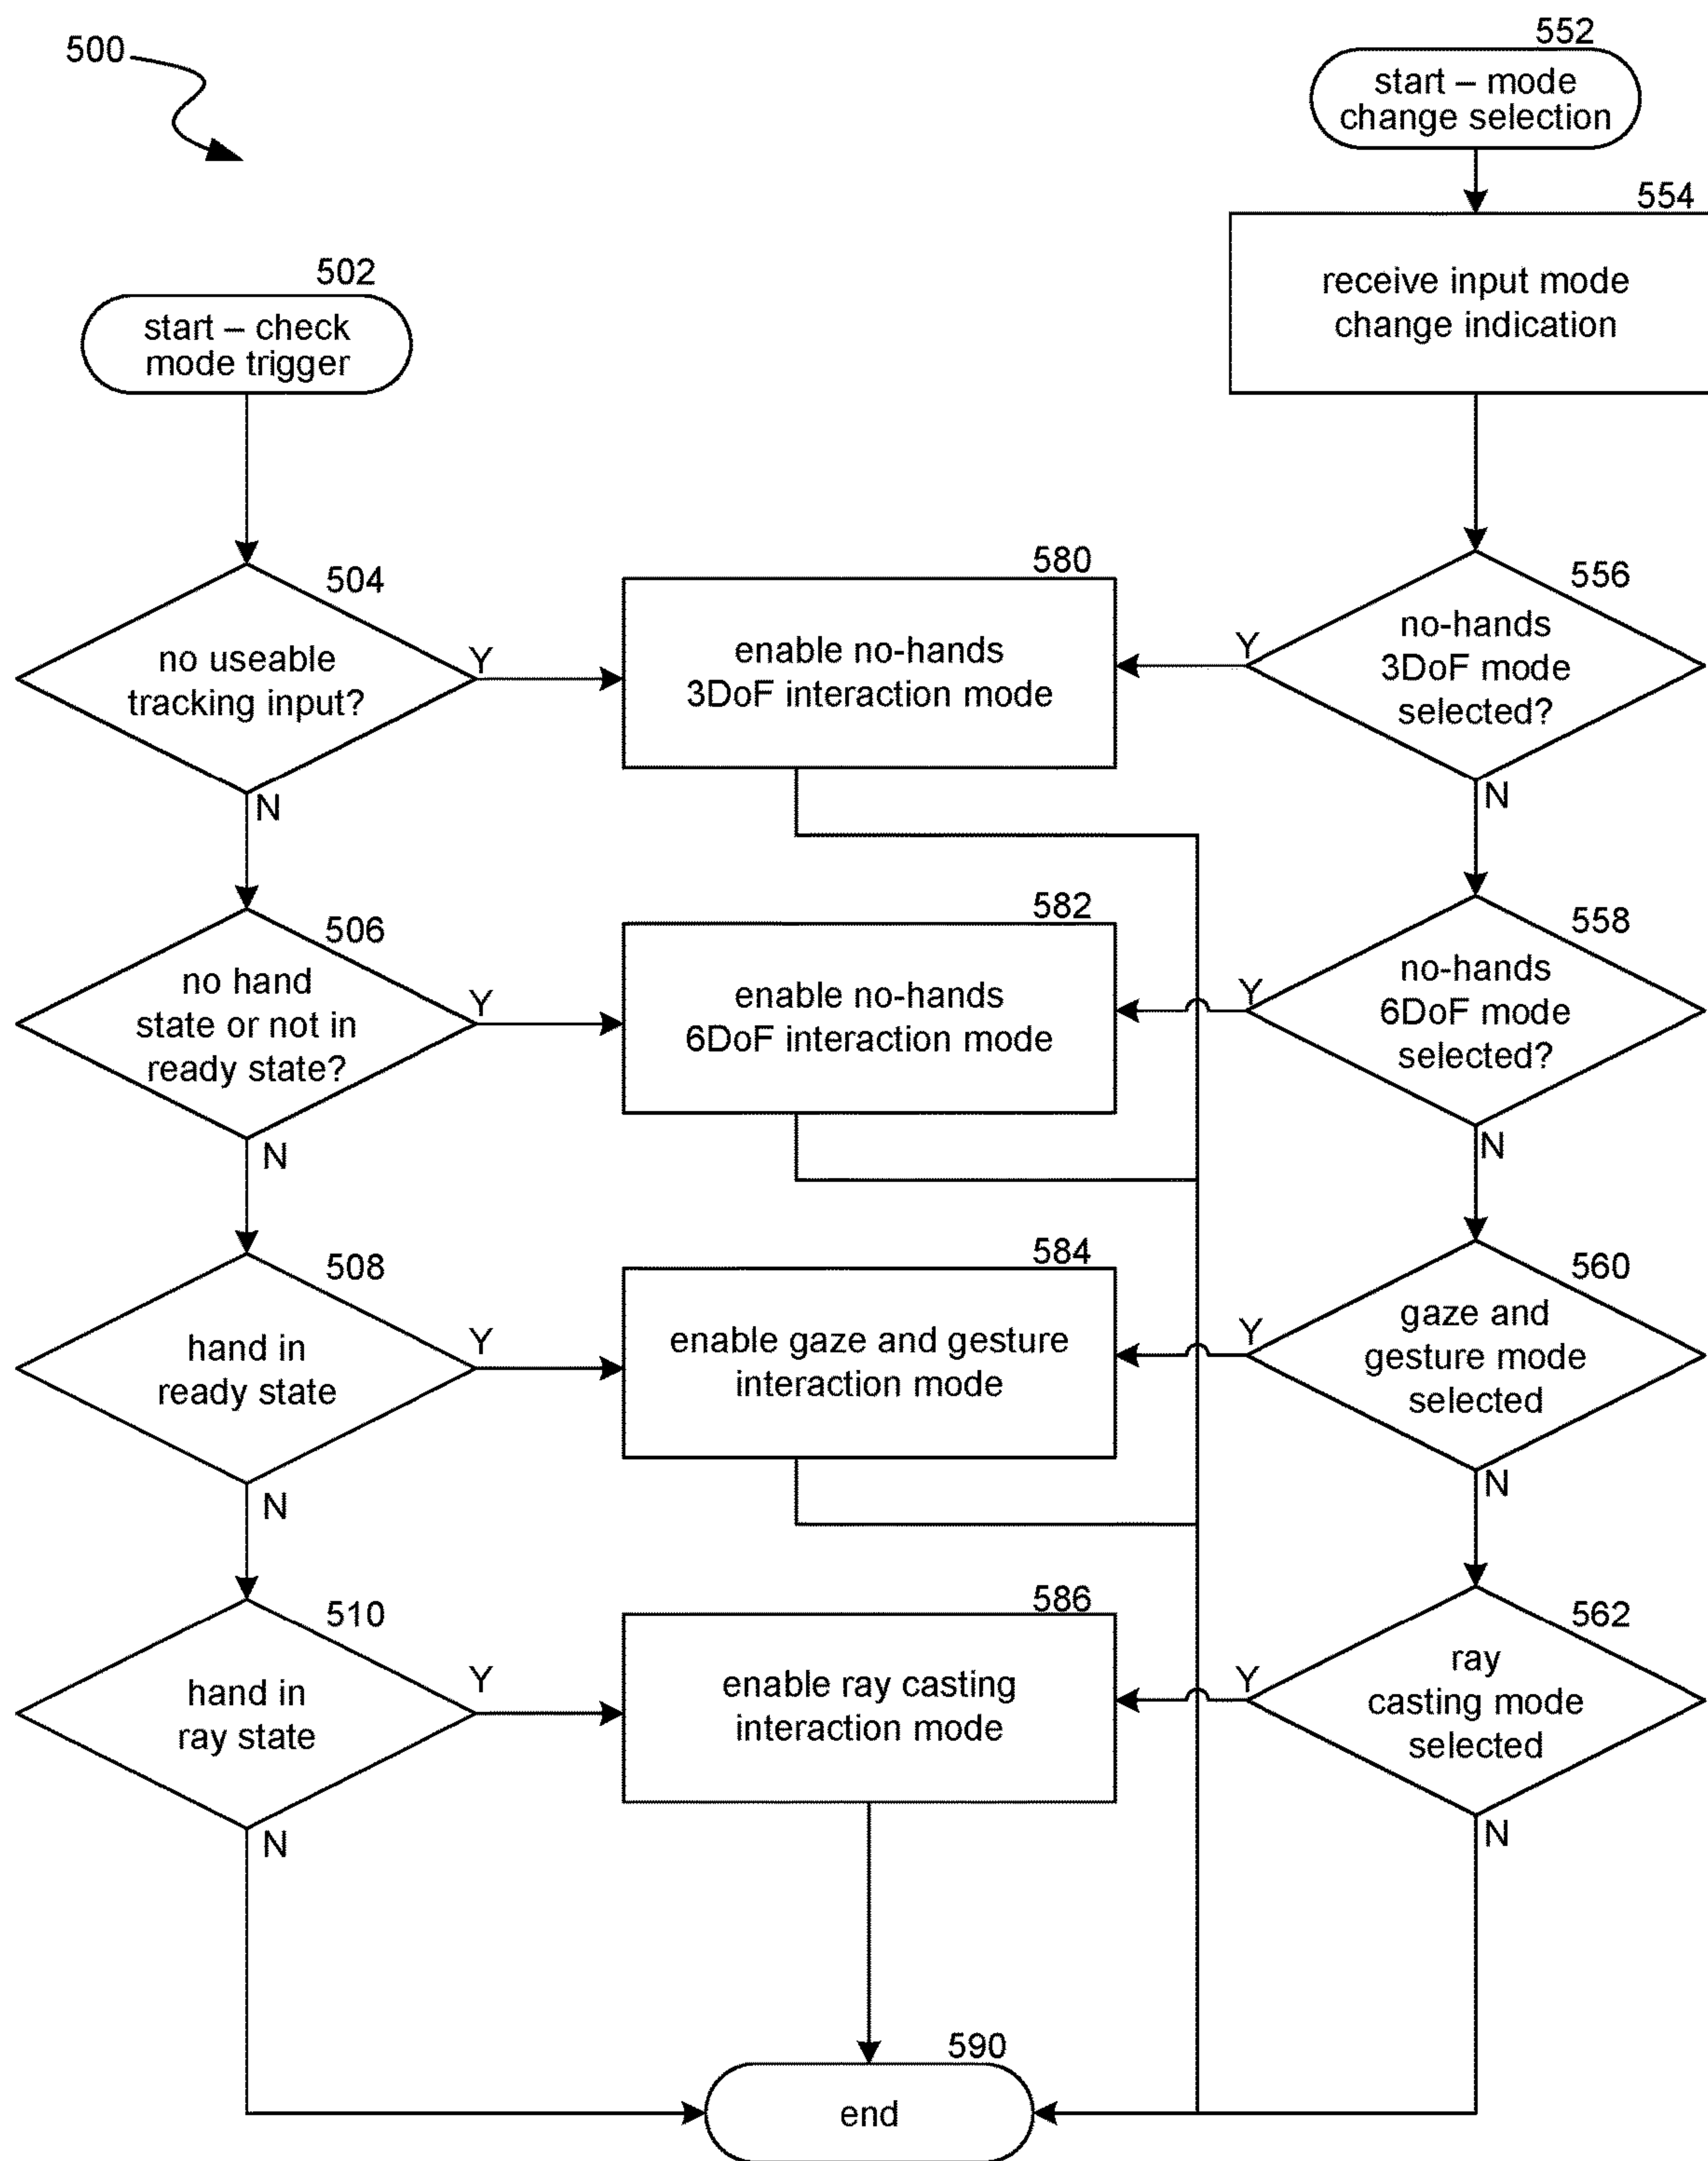 500
552
start – mode
change selection
554
receive input mode
change indication
502
start – check
mode trigger
504
no useable
tracking input?
Y
N
580
enable no-hands
3DoF interaction mode
556
no-hands
3DoF mode
selected?
Y
N
506
no hand
state or not in
ready state?
Y
N
582
enable no-hands
6DoF interaction mode
558
no-hands
6DoF mode
selected?
Y
N
508
hand in
ready state
Y
N
584
enable gaze and gesture
interaction mode
560
gaze and
gesture mode
selected
Y
N
510
hand in
ray state
Y
N
586
enable ray casting
interaction mode
562
ray
casting mode
selected
Y
N
590
end